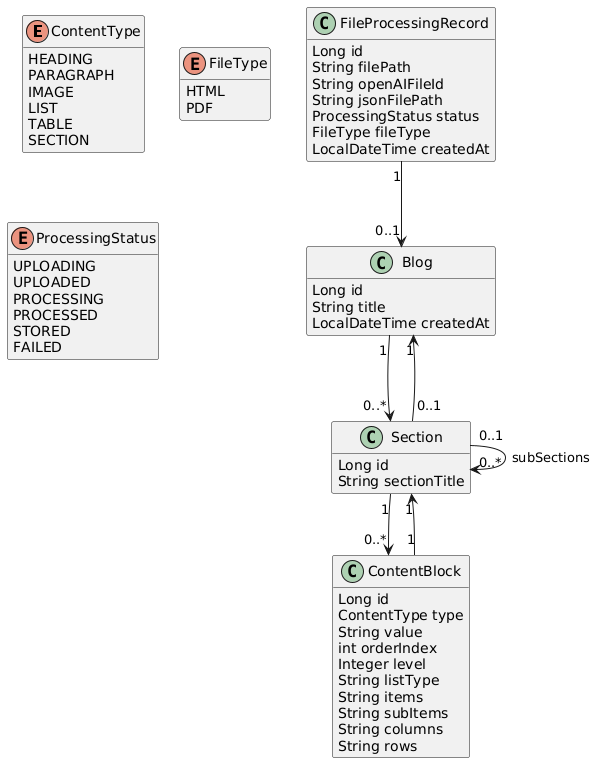 E ContentType
HEADING
PARAGRAPH
IMAGE
LIST
TABLE
SECTION
E FileType
HTML
PDF
C FileProcessingRecord
Long id
String filePath
String openAIFileId
String jsonFilePath
ProcessingStatus status
FileType fileType
LocalDateTime createdAt
1
0..1
E ProcessingStatus
UPLOADING
UPLOADED
PROCESSING
PROCESSED
STORED
FAILED
C Blog
Long id
String title
LocalDateTime createdAt
1 1
0..* 0..1
C Section
Long id
String sectionTitle
0..1
0..* subSections
1 1
0..* 1
C ContentBlock
Long id
ContentType type
String value
int orderIndex
Integer level
String listType
String items
String subItems
String columns
String rows